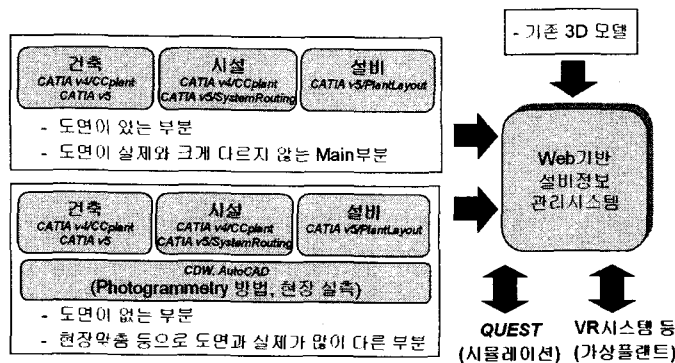 - 기존 3D 모델
건축
CATIA v4/CCplant
CATIA v5
시설
CATIA v4/CCplant
CATIA v5/SystemRouting
설비
CATIA v5/PlantLayout
- 도면이 있는 부분
- 도면이 실제와 크게 다르지 않는 Main부분
건축
CATIA v4/CCplant
CATIA v5
시설
CATIA v4/CCplant
CATIA v5/SystemRouting
설비
CATIA v5/PlantLayout
CDW, AutoCAD
(Photogrammetry 방법, 현장 실측)
- 도면이 없는 부분
- 현장맞춤 등으로 도면과 실제가 많이 다른 부분
Web기반
설비정보
관리시스템
QUEST
(시뮬레이션)
VR시스템 등
(가상플랜트)